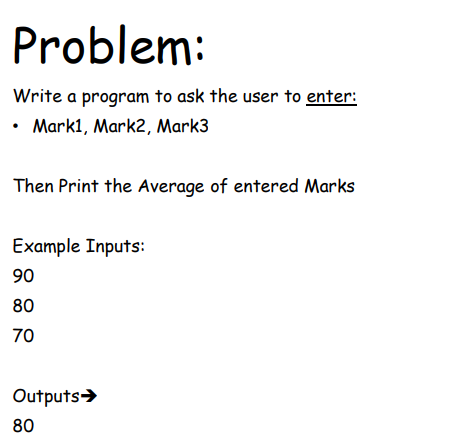 Problem:
Write a program to ask the user to enter:
• Mark1, Mark2, Mark3
Then Print the Average of entered Marks
Example Inputs:
90
80
70
Outputs➔
80